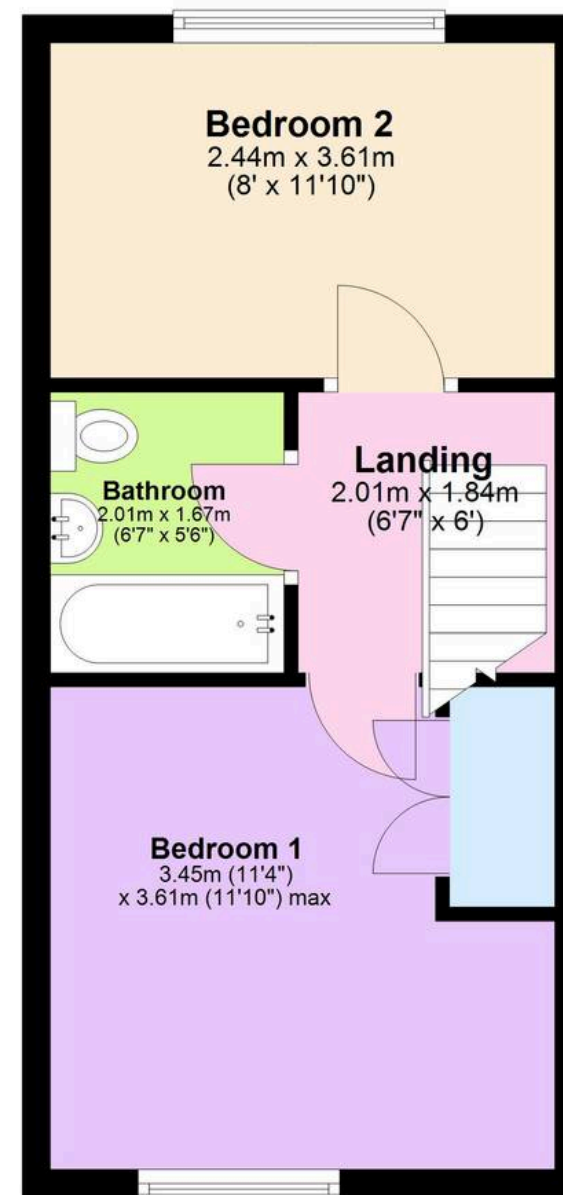 Bedroom 2
2.44m x 3.61m
(8' x 11'10")
Landing
2.01m x 1.84m
(6'7" x 6')
Bathroom
2.01m x 1.67m
(6'7" x 5'6")
Bedroom 1
3.45m (11'4")
x 3.61m (11'10") max